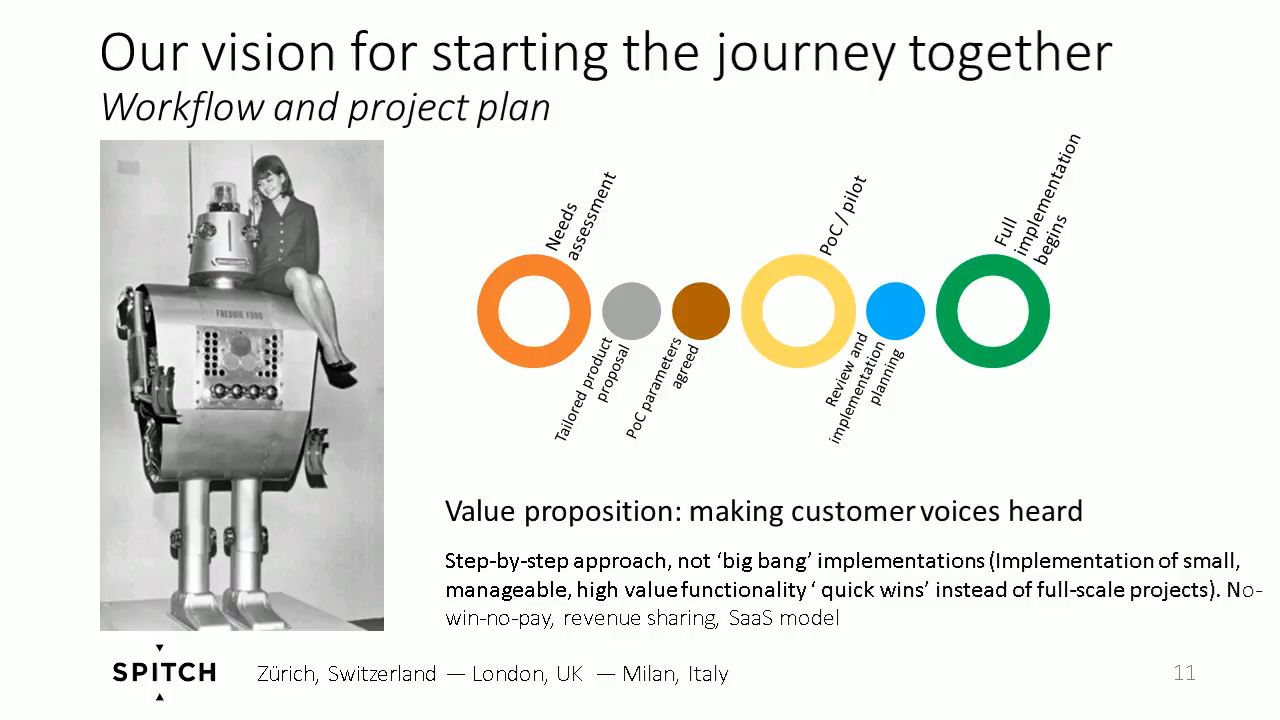 Our vision for starting the journey together
Workflow and project plan
FREDDIE FORD
Needs
assessment
Tailored product
proposal
PoC parameters
agreed
PoC / pilot
Review and
implementation
planning
Full
implementation
begins
Value proposition: making customer voices heard
Step-by-step approach, not ‘big bang’ implementations (Implementation of small,
manageable, high value functionality ‘ quick wins’ instead of full-scale projects). No-
win-no-pay, revenue sharing, SaaS model
SPITCH
Zürich, Switzerland — London, UK — Milan, Italy
11